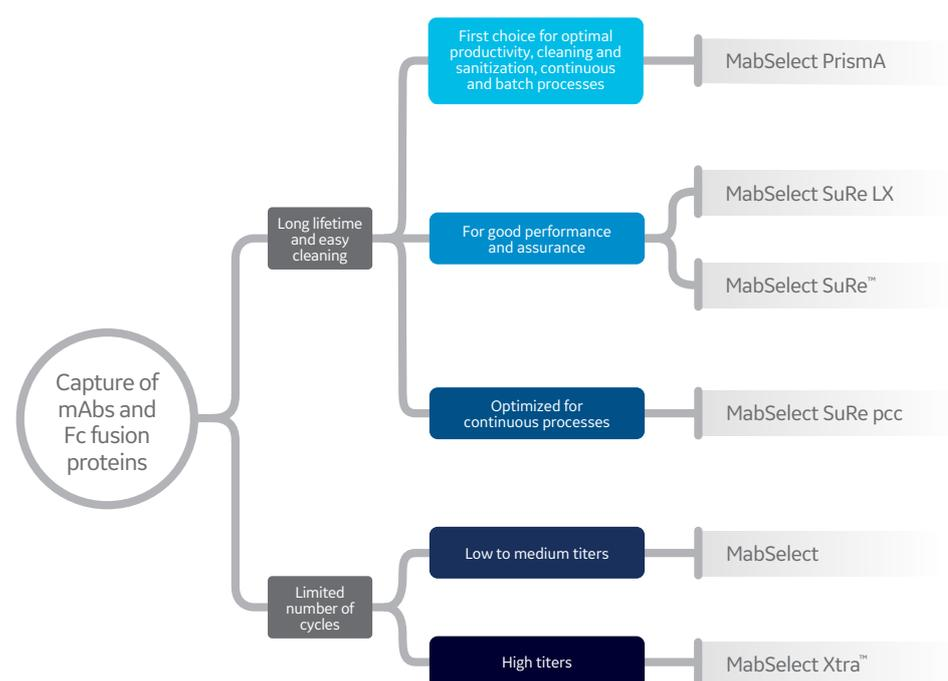 Capture of
mAbs and
Fc fusion
proteins
Long lifetime
and easy
cleaning
First choice for optimal
productivity, cleaning and
sanitization, continuous
and batch processes
MabSelect PrismA
For good performance
and assurance
MabSelect SuRe LX
MabSelect SuRe™
Optimized for
continuous processes
MabSelect SuRe pcc
Limited
number of
cycles
Low to medium titers
MabSelect
High titers
MabSelect Xtra™